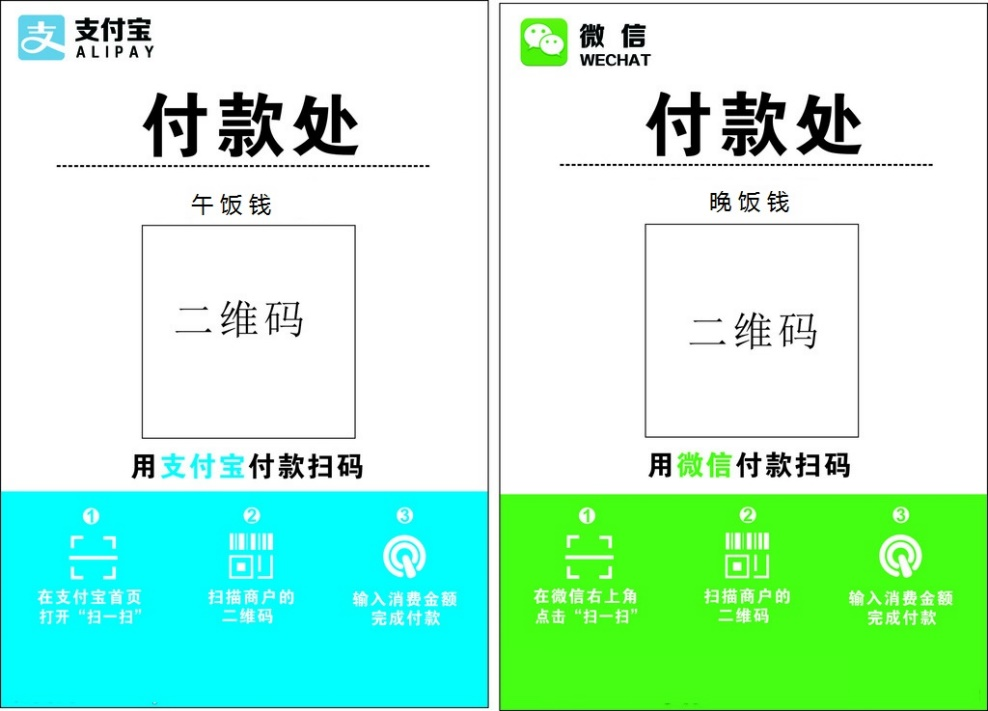 支付宝
ALIPAY
付款处
午饭钱
二维码
用支付宝付款扫码
1
在支付宝首页
打开“扫一扫”
2
扫描商户的
二维码
3
输入消费金额
完成付款
微信
WECHAT
付款处
晚饭钱
二维码
用微信付款扫码
1
在微信右上角
点击“扫一扫”
2
扫描商户的
二维码
3
输入消费金额
完成付款